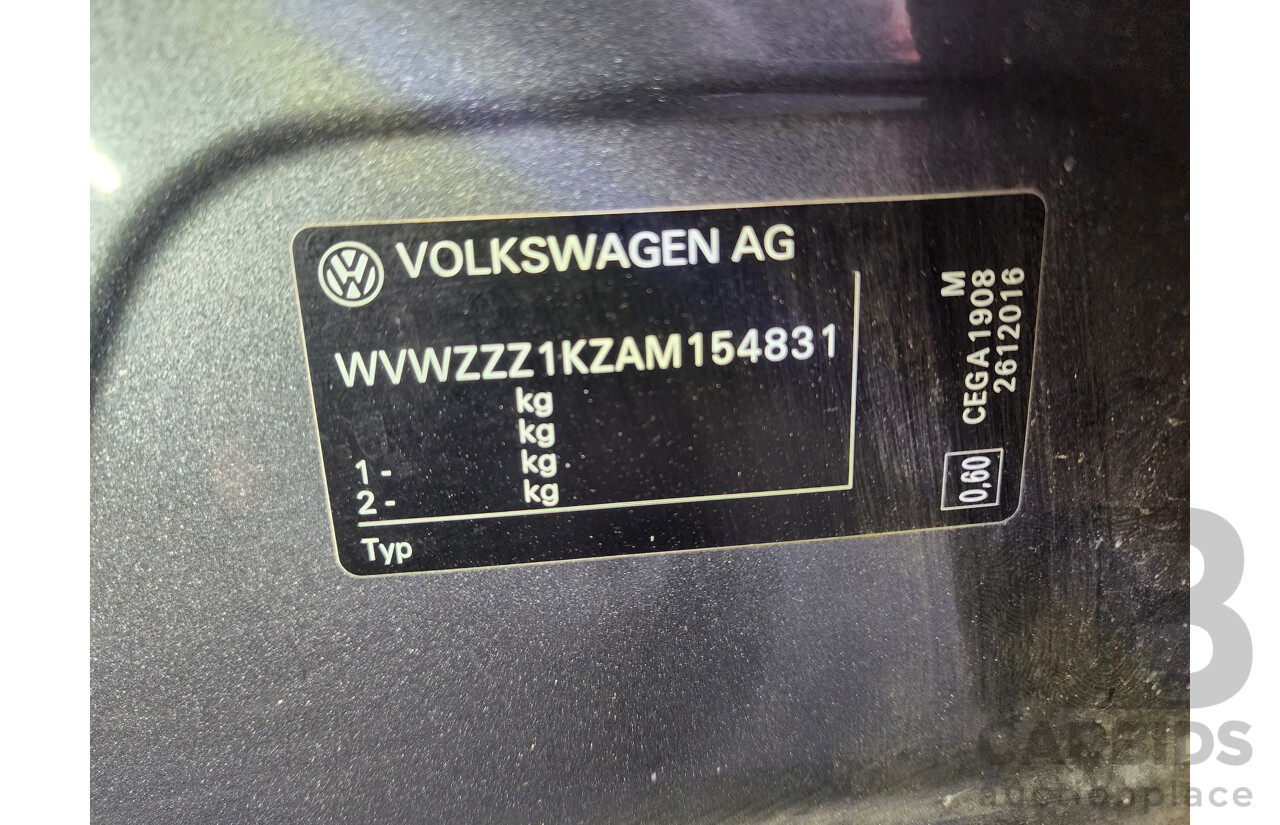 VOLKSWAGEN AG
WVWZZZ1KZAM154831
kg
kg
1 - kg
2 - kg
Typ
M
CEGA1908
2612016
0,60
CARBIDS
auctionplace